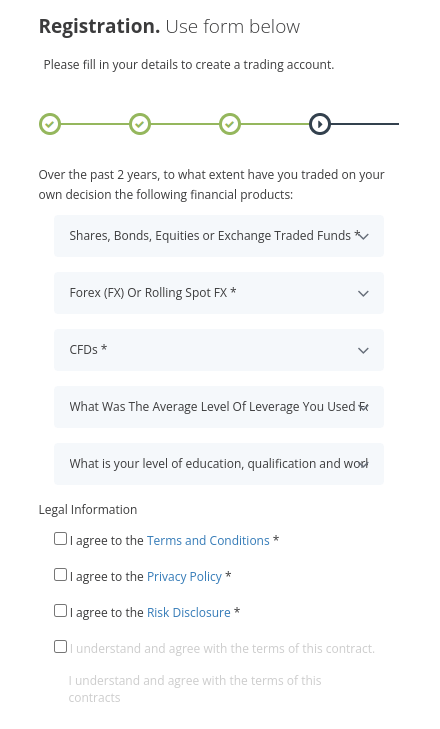 Registration. Use form below
Please fill in your details to create a trading account.
Over the past 2 years, to what extent have you traded on your
own decision the following financial products:
Shares, Bonds, Equities or Exchange Traded Funds *
Forex (FX) Or Rolling Spot FX *
CFDs *
What Was The Average Level Of Leverage You Used
What is your level of education, qualification and
Legal Information
I agree to the Terms and Conditions *
I agree to the Privacy Policy *
I agree to the Risk Disclosure *
I understand and agree with the terms of this contract.
I understand and agree with the terms of this
contracts